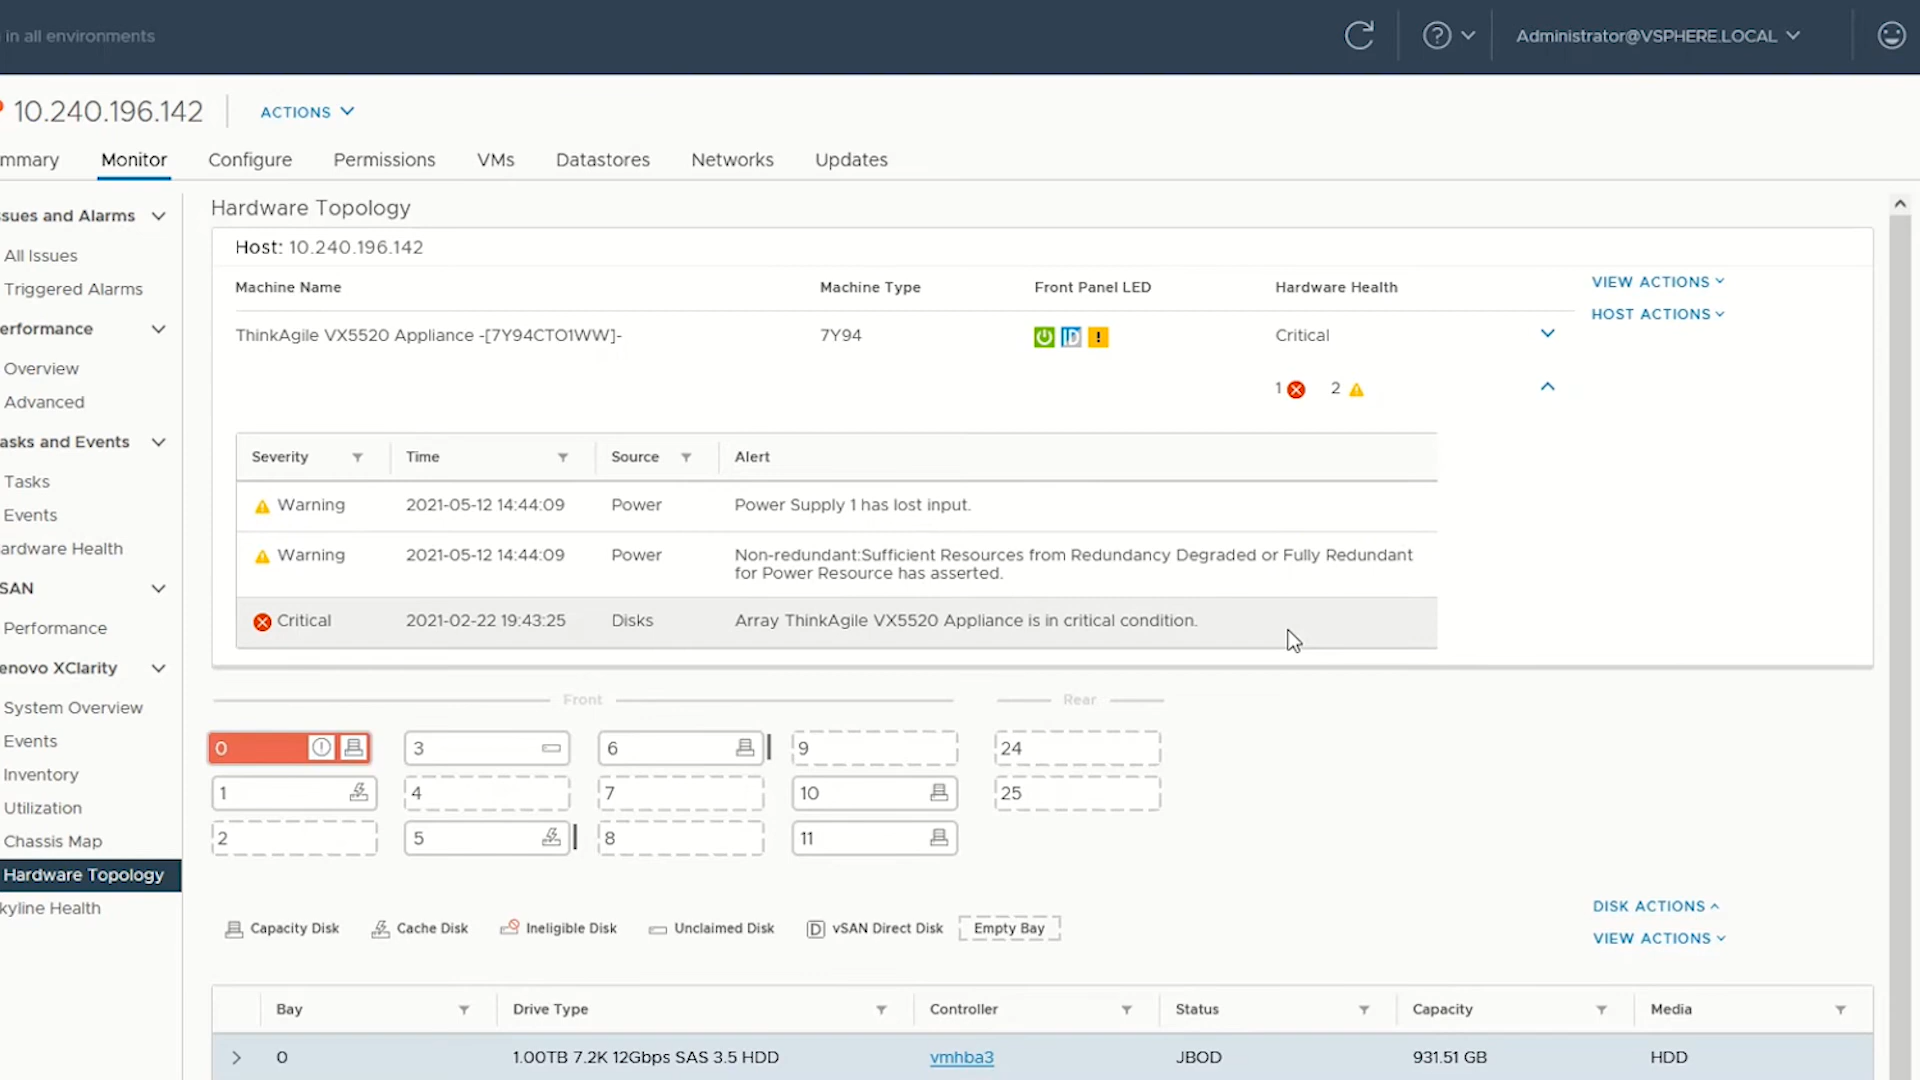 in all environments
Administrator@VSPHERE.LOCAL
10.240.196.142
ACTIONS
mmary Monitor Configure Permissions VMs Datastores Networks Updates
ssues and Alarms
All Issues
Triggered Alarms
erformance
Overview
Advanced
asks and Events
Tasks
Events
ardware Health
SAN
Performance
enovo XClarity
System Overview
Events
Inventory
Utilization
Chassis Map
Hardware Topology
kyline Health
Hardware Topology
Host: 10.240.196.142
Machine Name Machine Type Front Panel LED Hardware Health
VIEW ACTIONS
HOST ACTIONS
ThinkAgile VX5520 Appliance -[7Y94CTO1WW]- 7Y94 ID ! Critical
1 2
Severity Time Source Alert
Warning 2021-05-12 14:44:09 Power Power Supply 1 has lost input.
Warning 2021-05-12 14:44:09 Power Non-redundant:Sufficient Resources from Redundancy Degraded or Fully Redundant
for Power Resource has asserted.
Critical 2021-02-22 19:43:25 Disks Array ThinkAgile VX5520 Appliance is in critical condition.
Front Rear
0 3 6 9 24
1 4 7 10 25
2 5 8 11
Capacity Disk Cache Disk Ineligible Disk Unclaimed Disk D vSAN Direct Disk Empty Bay
DISK ACTIONS
VIEW ACTIONS
Bay Drive Type Controller Status Capacity Media
0 1.00TB 7.2K 12Gbps SAS 3.5 HDD vmhba3 JBOD 931.51 GB HDD